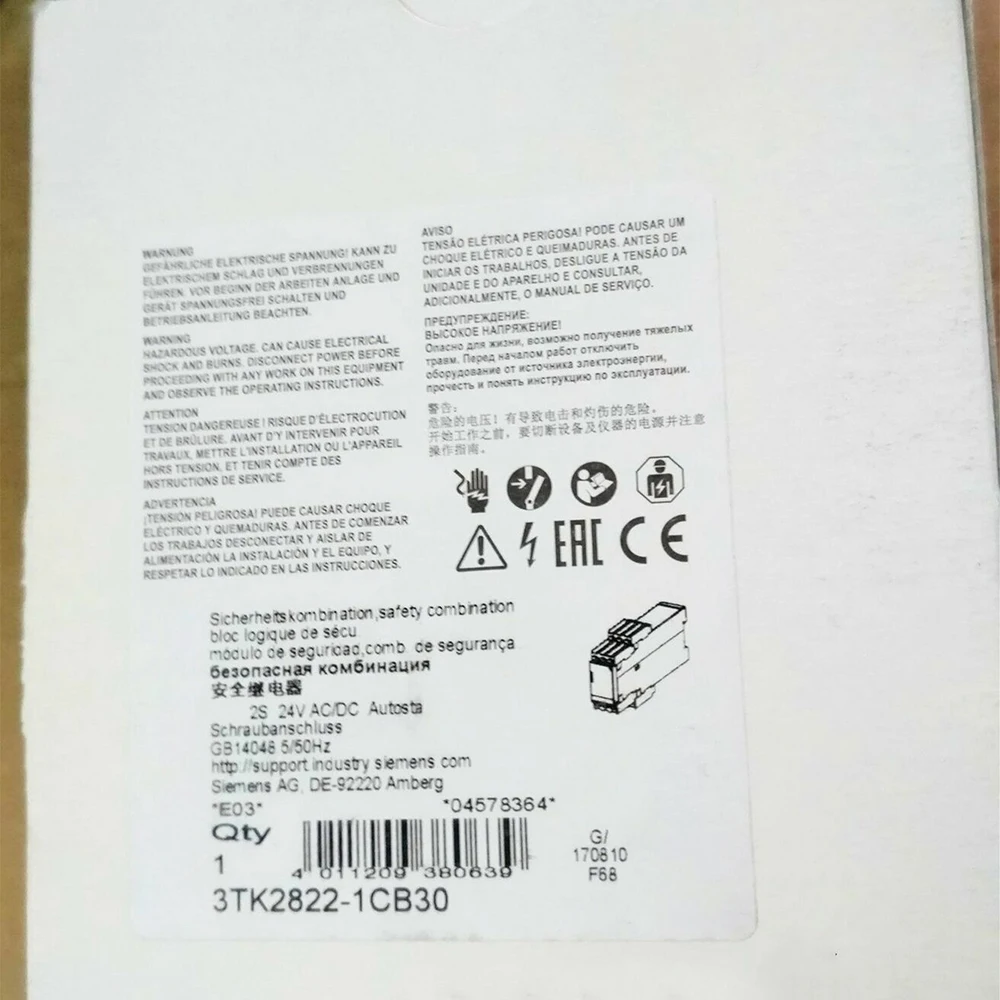 WARNUNG
GEFÄHRLICHE ELEKTRISCHE SPANNUNG! KANN ZU
ELEKTRISCHEM SCHLAG UND VERBRENNUNGEN
FÜHREN. VOR BEGINN DER ARBEITEN ANLAGE UND
GERÄT SPANNUNGSFREI SCHALTEN UND
BETRIEBSANLEITUNG BEACHTEN.
WARNING
HAZARDOUS VOLTAGE. CAN CAUSE ELECTRICAL
SHOCK AND BURNS. DISCONNECT POWER BEFORE
PROCEEDING WITH ANY WORK ON THIS EQUIPMENT
AND OBSERVE THE OPERATING INSTRUCTIONS.
ATTENTION
TENSION DANGEREUSE ! RISQUE D'ÉLECTROCUTION
ET DE BRÛLURE. AVANT D'Y INTERVENIR POUR
TRAVAUX, METTRE L'INSTALLATION OU L'APPAREIL
HORS TENSION, ET TENIR COMPTE DES
INSTRUCTIONS DE SERVICE.
ADVERTENCIA
¡TENSIÓN PELIGROSA! PUEDE CAUSAR CHOQUE
ELÉCTRICO Y QUEMADURAS. ANTES DE COMENZAR
LOS TRABAJOS DESCONECTAR Y AISLAR DE
ALIMENTACIÓN LA INSTALACIÓN Y EL EQUIPO, Y
RESPETAR LO INDICADO EN LAS INSTRUCCIONES.
AVISO
TENSÃO ELÉTRICA PERIGOSA! PODE CAUSAR UM
CHOQUE ELÉTRICO E QUEIMADURAS. ANTES DE
INICIAR OS TRABALHOS, DESLIGUE A TENSÃO DA
UNIDADE E DO APARELHO E CONSULTAR,
ADICIONALMENTE, O MANUAL DE SERVIÇO.
ПРЕДУПРЕЖДЕНИЕ:
ВЫСОКОЕ НАПРЯЖЕНИЕ!
Опасно для жизни, возможно получение тяжелых
травм. Перед началом работ отключить
оборудование от источника электроэнергии,
прочесть и понять инструкцию по эксплуатации.
警告:
危险的电压! 有导致电击和灼伤的危险。
开始工作之前, 要切断设备及仪器的电源并注意
操作指南。
EAC CE
Sicherheitskombination,safety combination
bloc logique de sécu
módulo de seguridad,comb. de segurança
безопасная комбинация
安全继电器
2S 24V AC/DC Autosta
Schraubanschluss
GB14048 5/50Hz
http://support industry siemens com
Siemens AG, DE-92220 Amberg
*E03* *04578364*
Qty
1
4 011209 380639
3TK2822-1CB30
G/
170810
F68